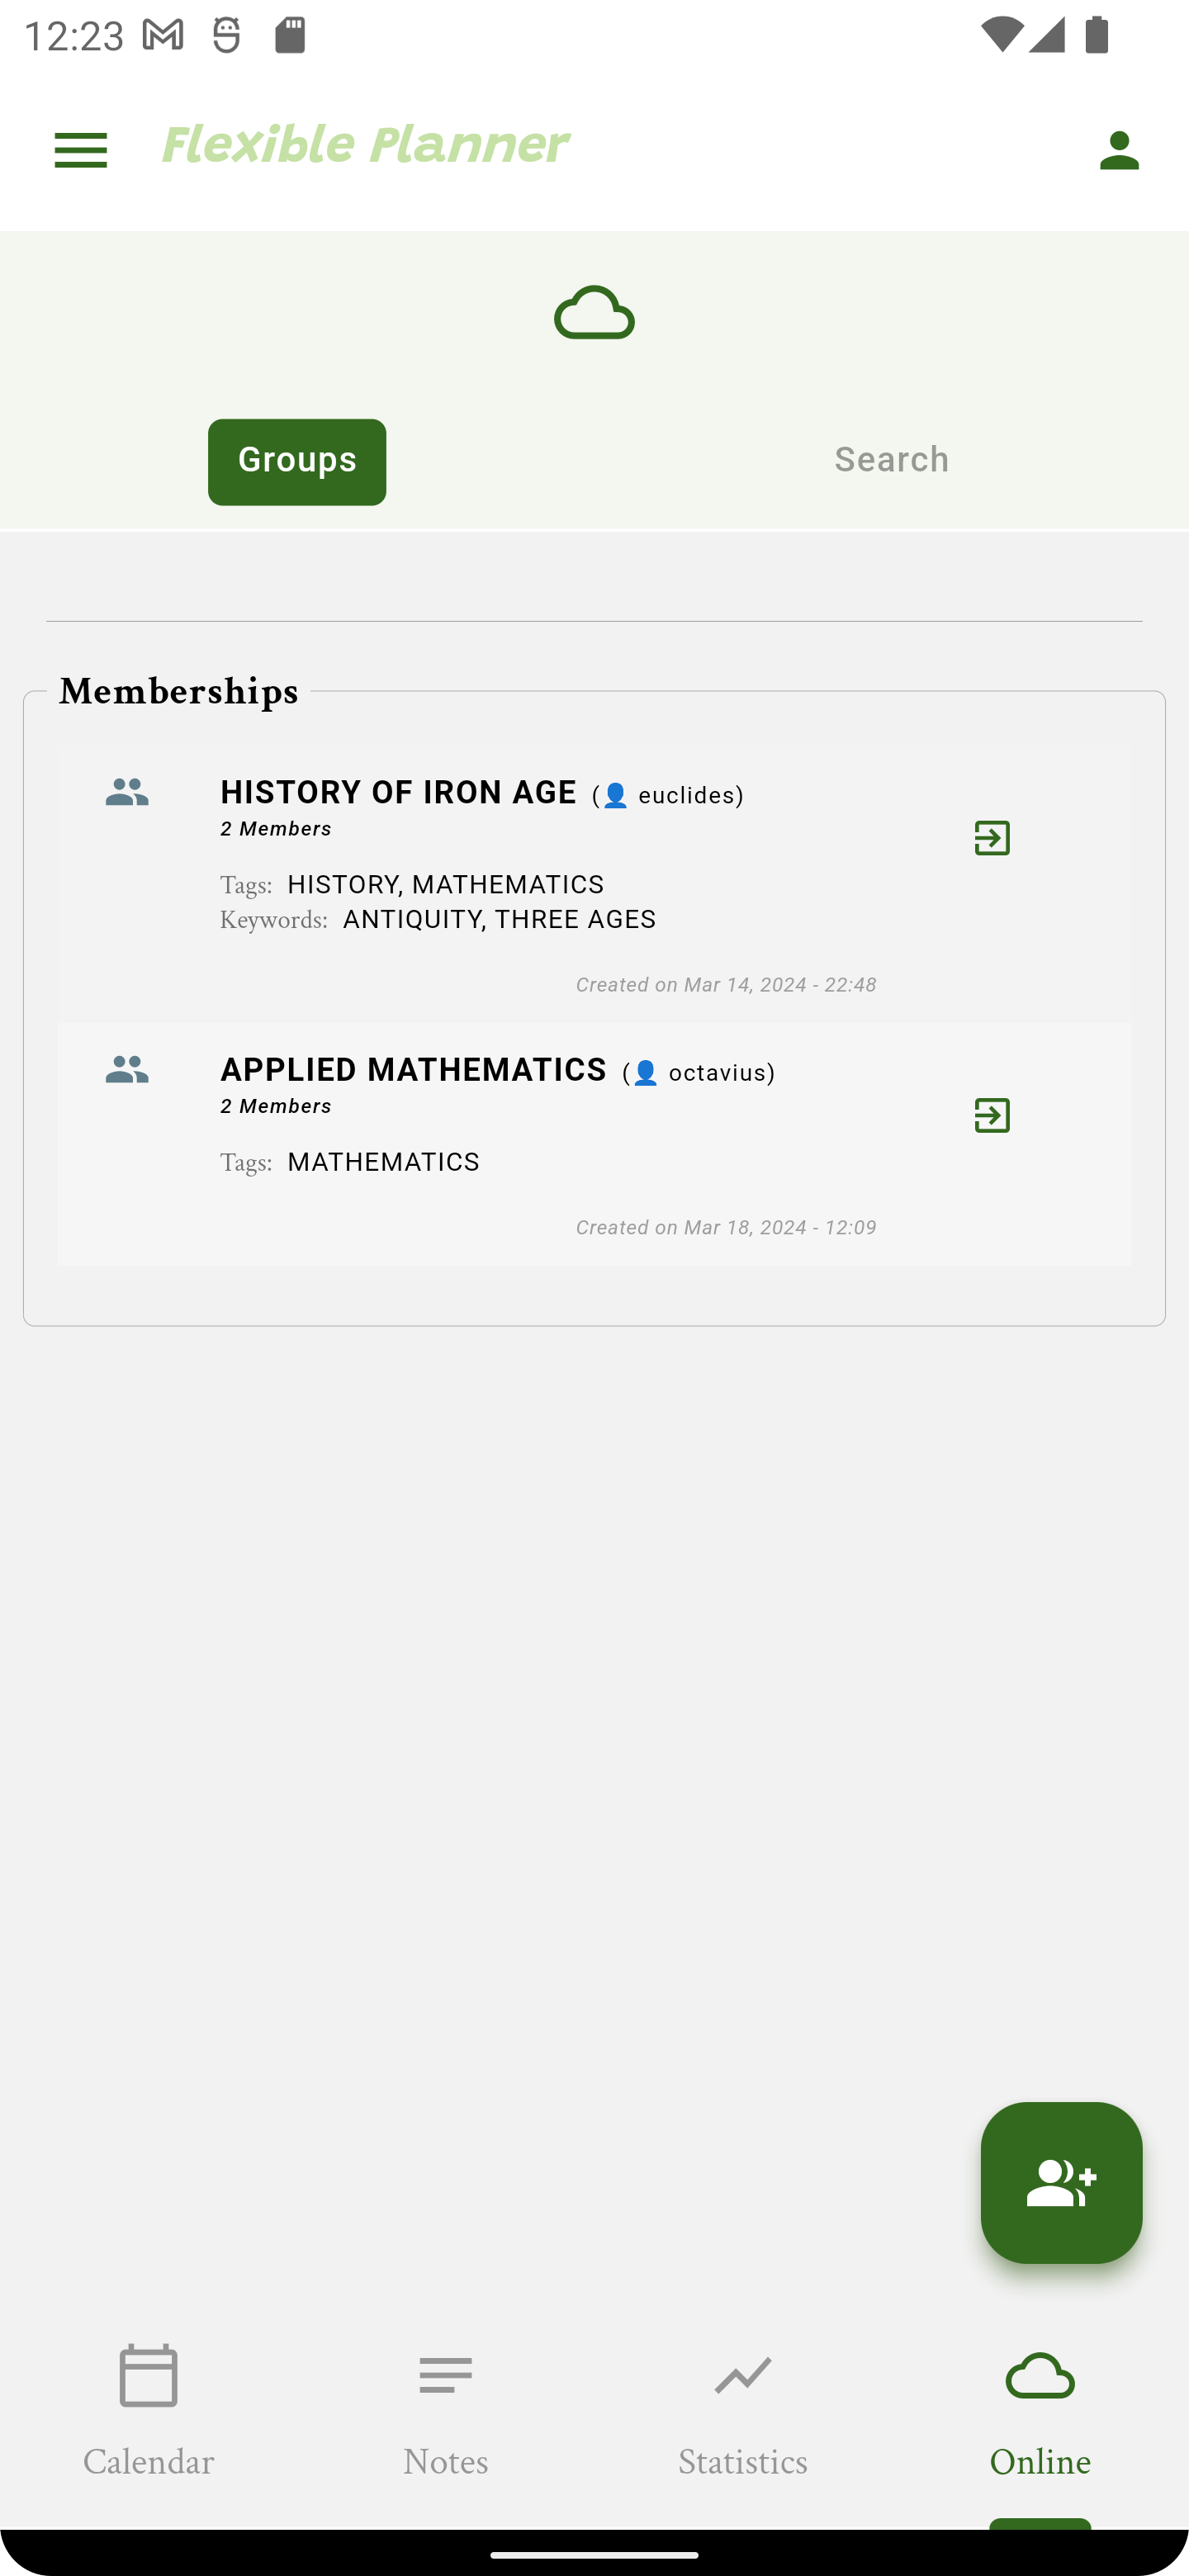 12:23
Flexible Planner
Groups
Search
Memberships
HISTORY OF IRON AGE (👤 euclides)
2 Members
Tags: HISTORY, MATHEMATICS
Keywords: ANTIQUITY, THREE AGES
Created on Mar 14, 2024 - 22:48
APPLIED MATHEMATICS (👤 octavius)
2 Members
Tags: MATHEMATICS
Created on Mar 18, 2024 - 12:09
Calendar
Notes
Statistics
Online